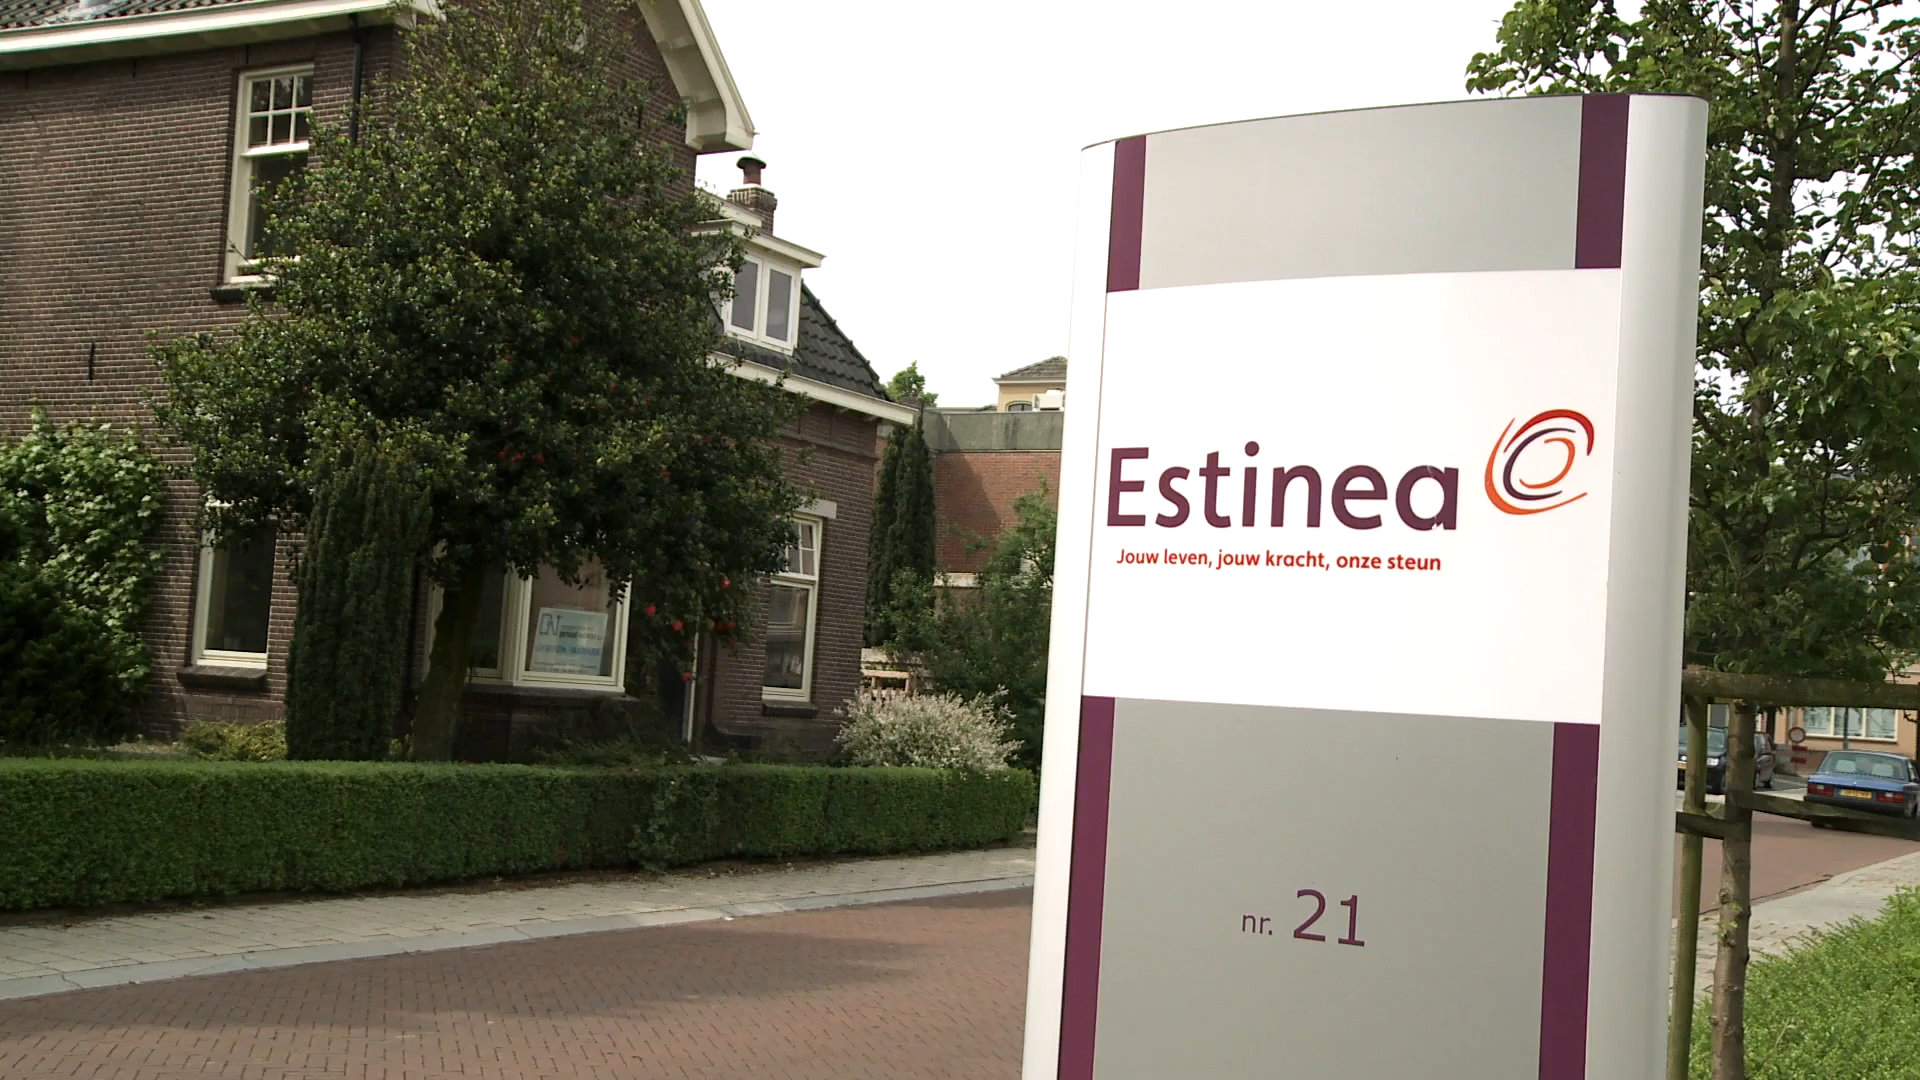 Estinea
Jouw leven, jouw kracht, onze steun
nr. 21